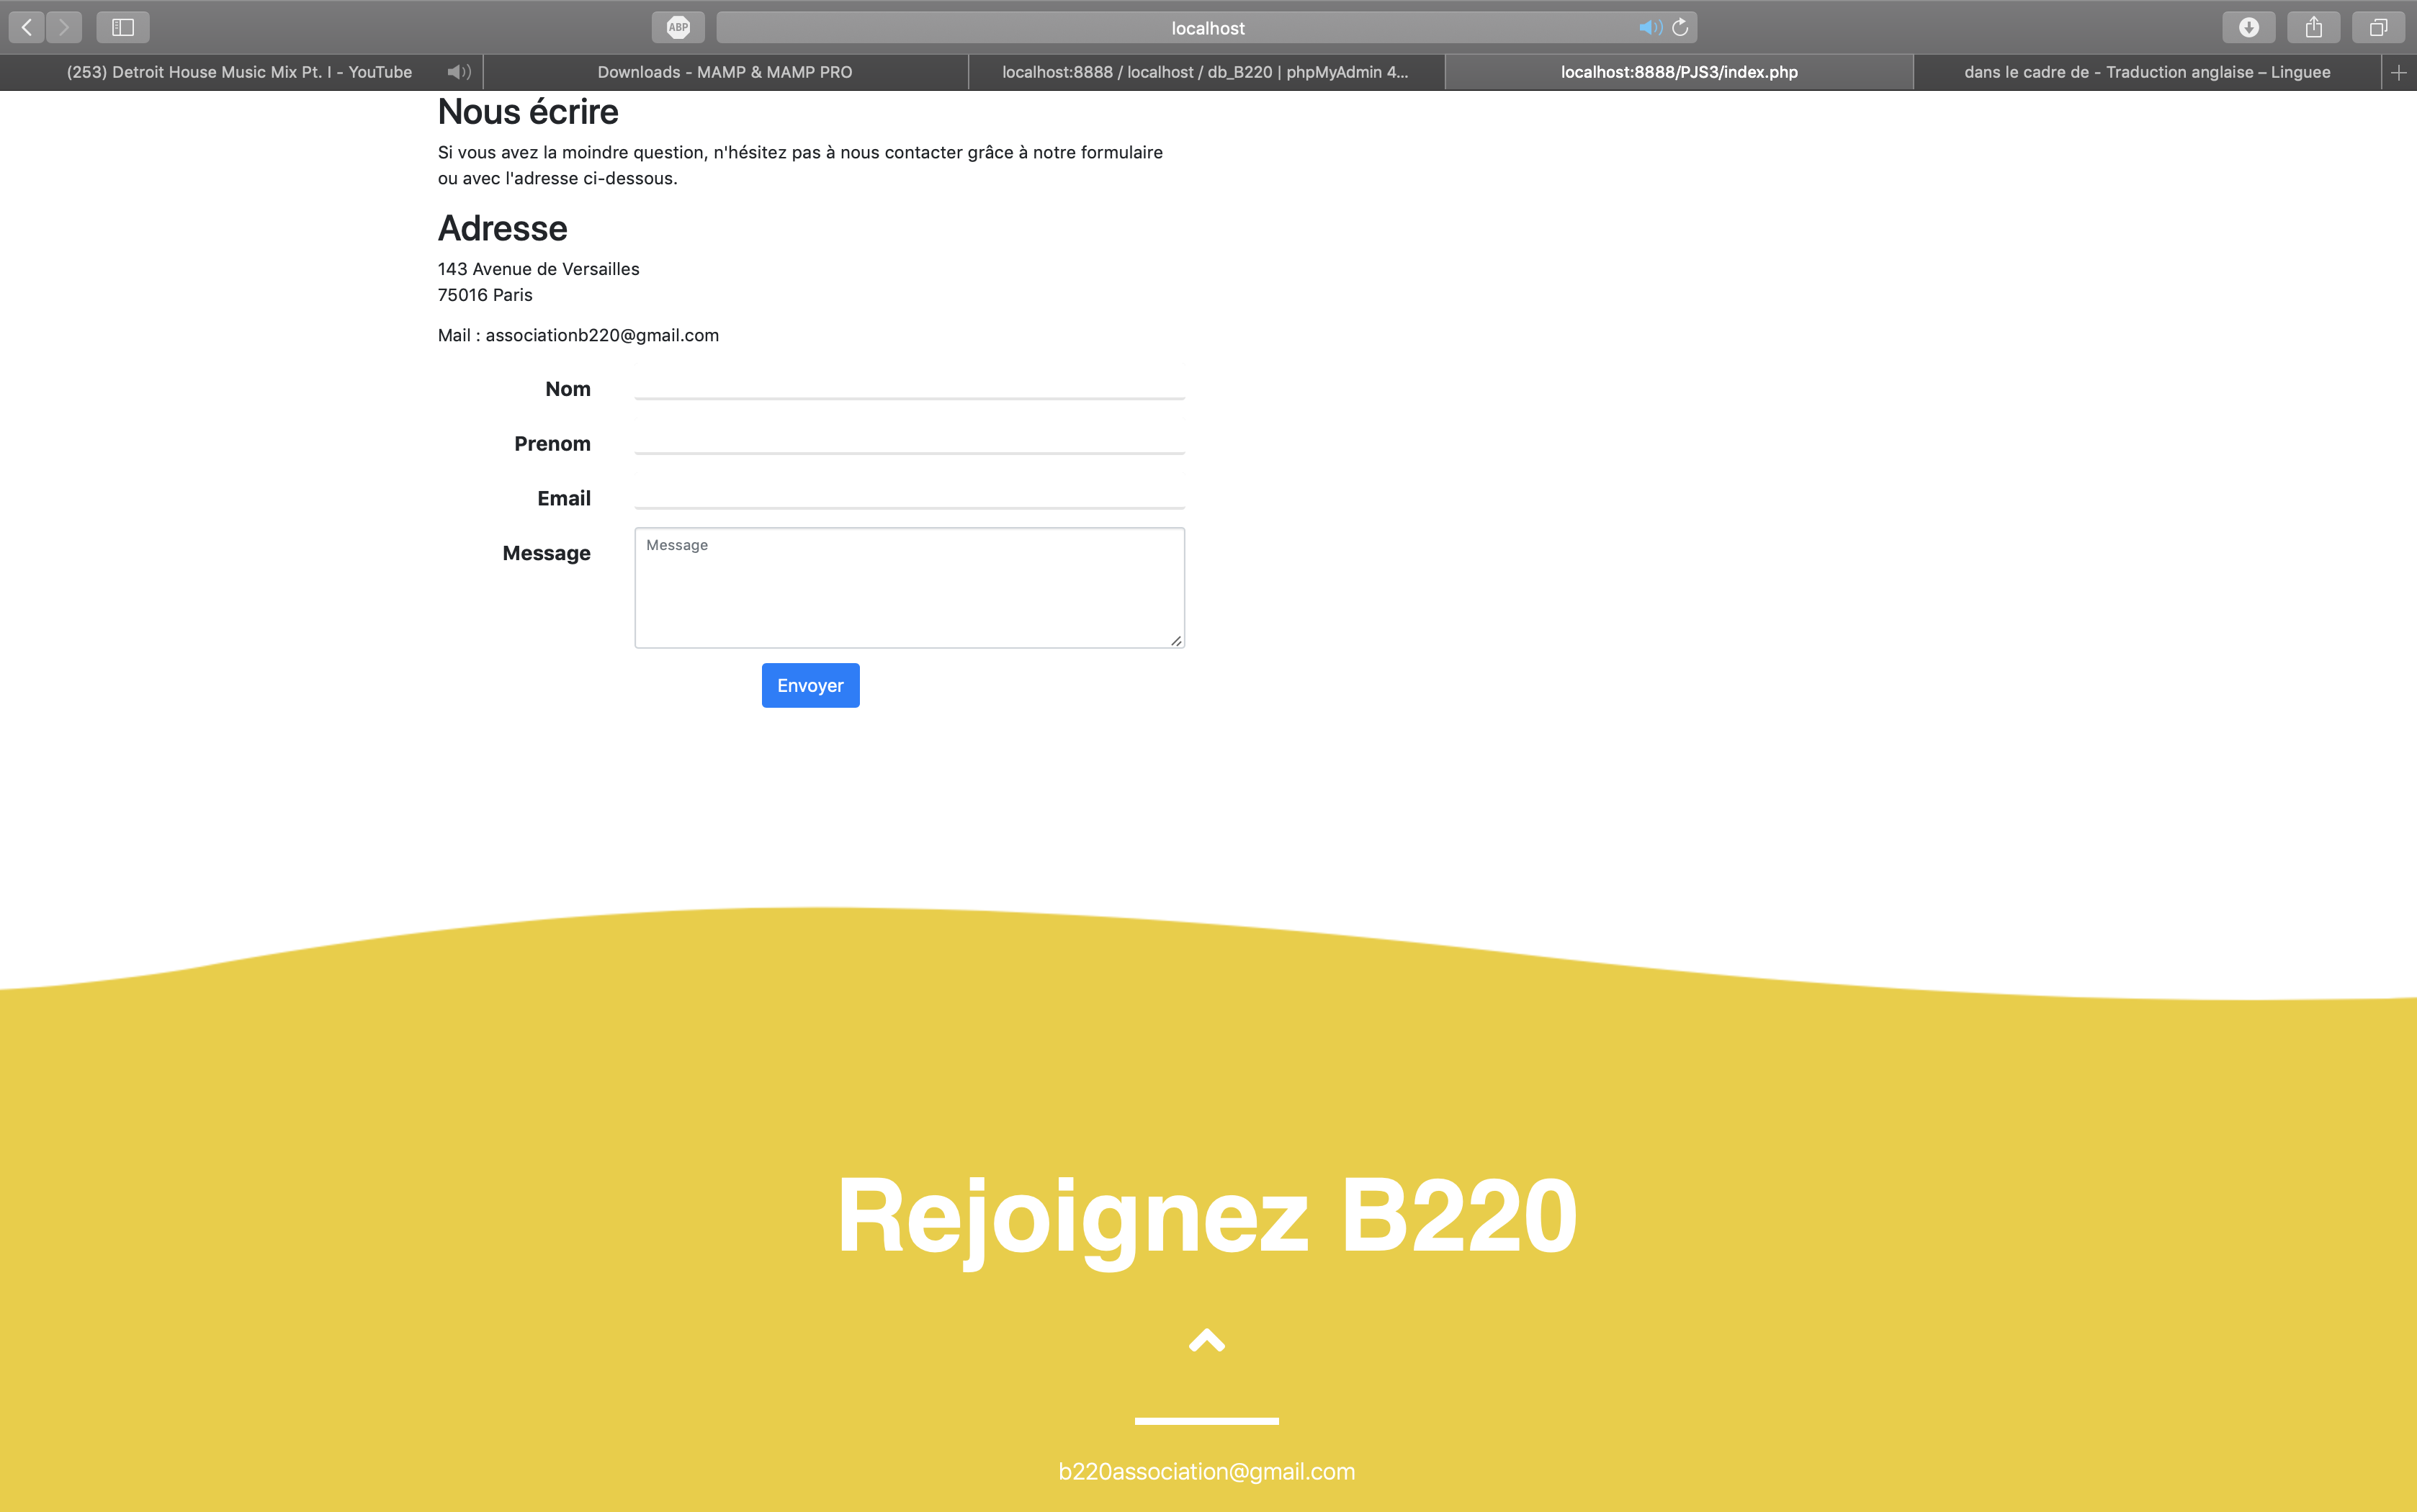 ABP
localhost
(253) Detroit House Music Mix Pt. I - YouTube
Downloads - MAMP & MAMP PRO
localhost:8888 / localhost / db_B220 | phpMyAdmin 4...
localhost:8888/PJS3/index.php
dans le cadre de - Traduction anglaise – Linguee
Nous écrire
Si vous avez la moindre question, n'hésitez pas à nous contacter grâce à notre formulaire
ou avec l'adresse ci-dessous.
Adresse
143 Avenue de Versailles
75016 Paris
Mail : associationb220@gmail.com
Nom
Prenom
Email
Message
Message
Envoyer
Rejoignez B220
b220association@gmail.com